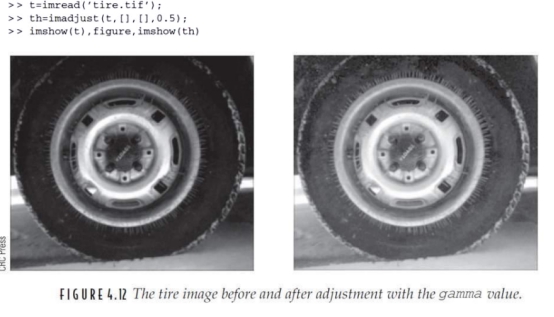 >> t=imread('tire.tif');
>> th=imadjust(t,[],[],0.5);
>> imshow(t),figure,imshow(th)
CRC Press
FIGURE 4.12 The tire image before and after adjustment with the gamma value.